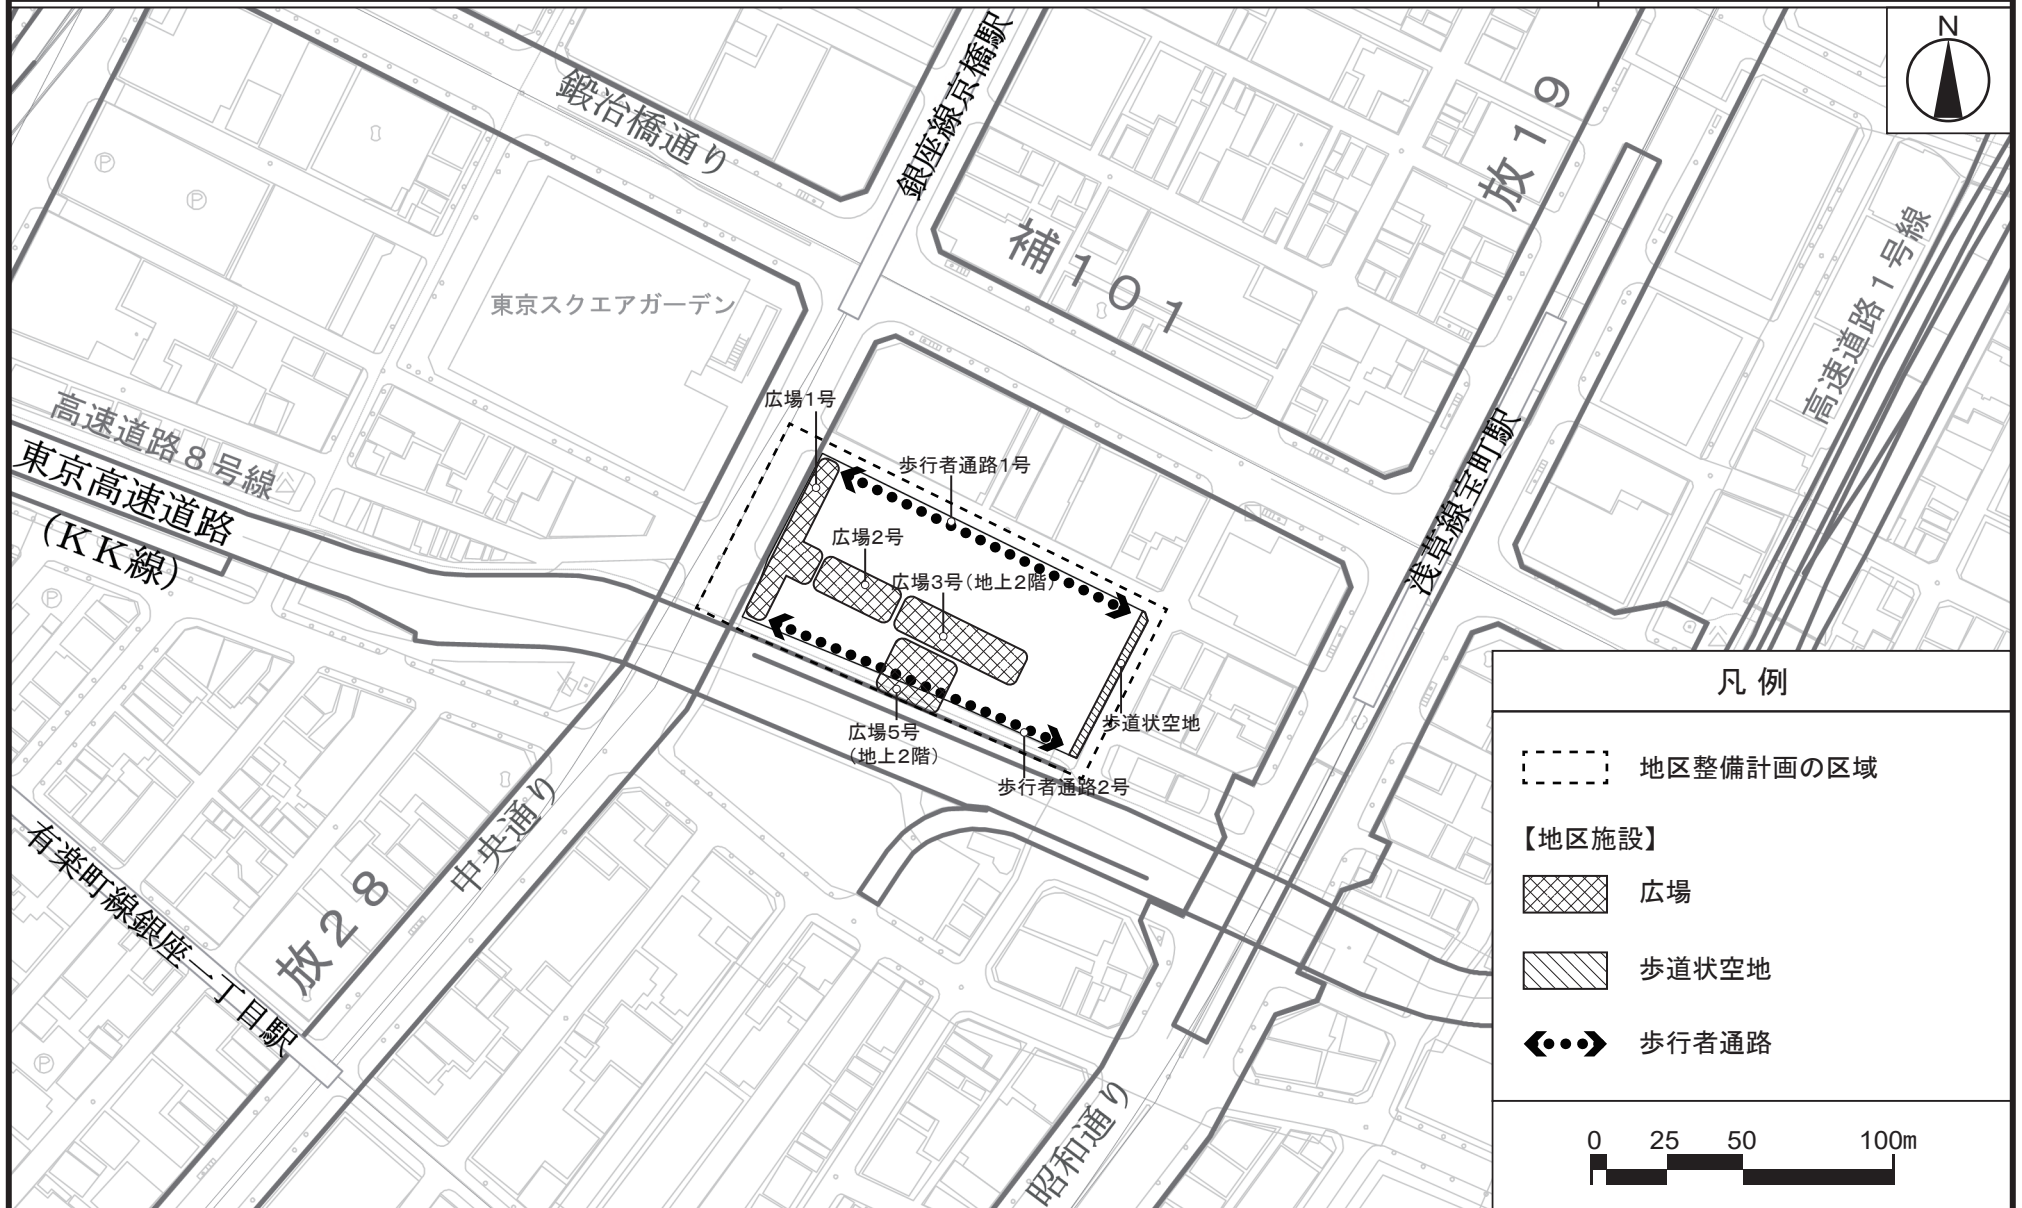 N
鍛冶橋通り
銀座線京橋駅
放19
補101
高速道路1号線
東京スクエアガーデン
広場1号
高速道路8号線
東京高速道路
(KK線)
歩行者通路1号
浅草線宝町駅
広場2号
広場3号(地上2階)
歩道状空地
広場5号
(地上2階)
歩行者通路2号
中央通り
有楽町線銀座一丁目駅
放28
昭和通り
P
P
P
P
凡例
地区整備計画の区域
【地区施設】
広場
歩道状空地
歩行者通路
0 25 50 100m